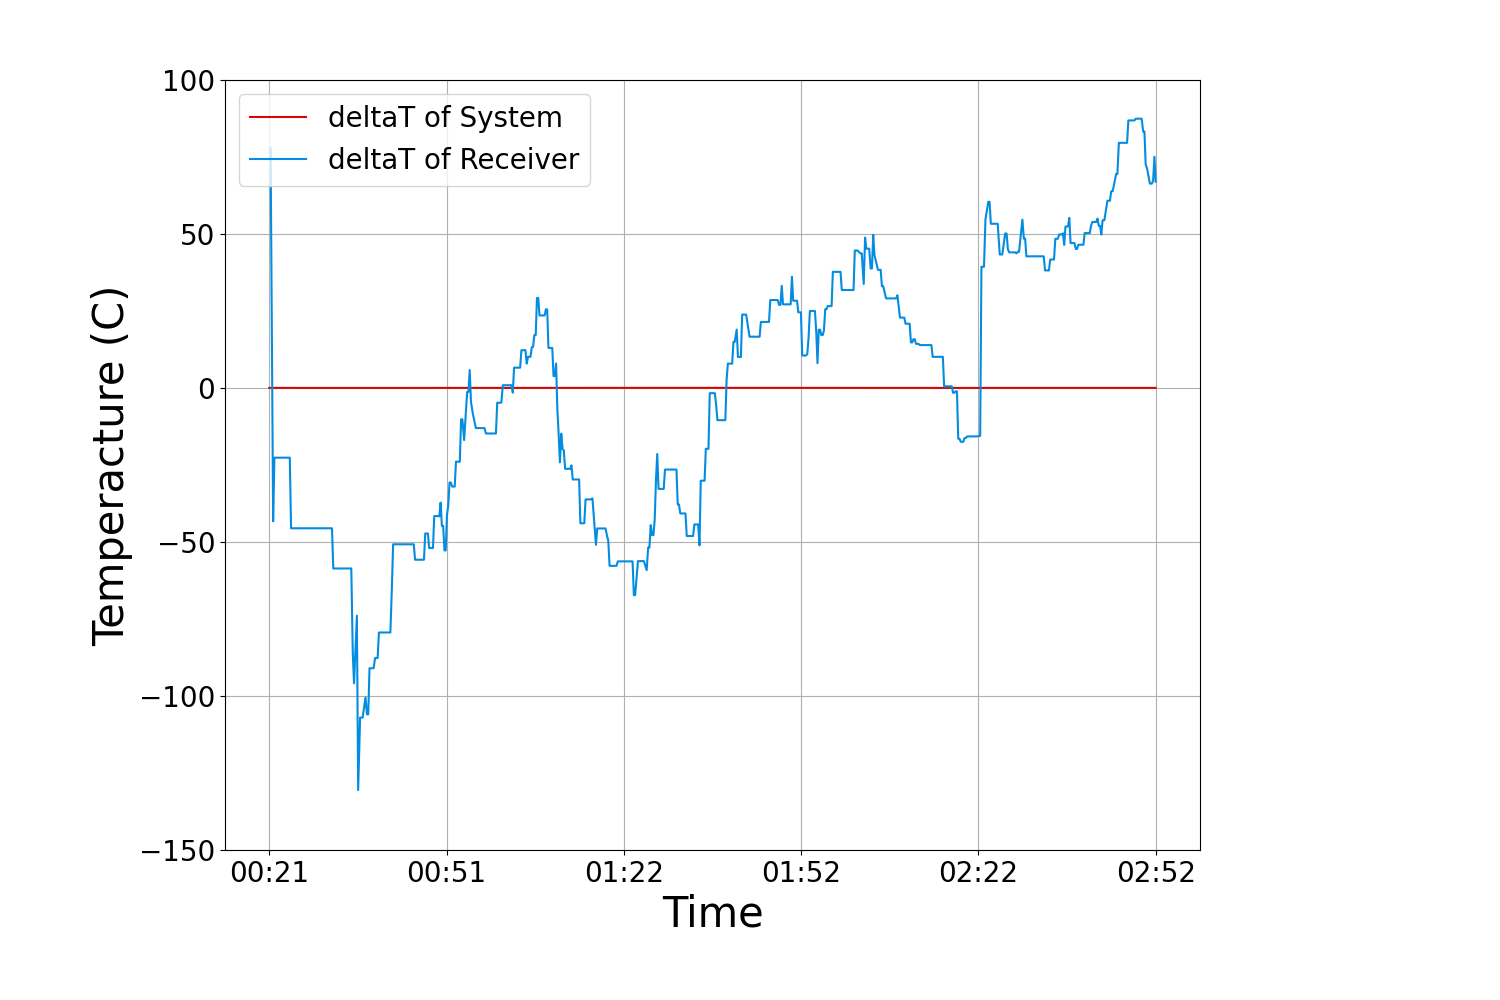 100
50
0
−50
−100
−150
deltaT of System
deltaT of Receiver
Temperacture (C)
00:21 00:51 01:22 01:52 02:22 02:52
Time